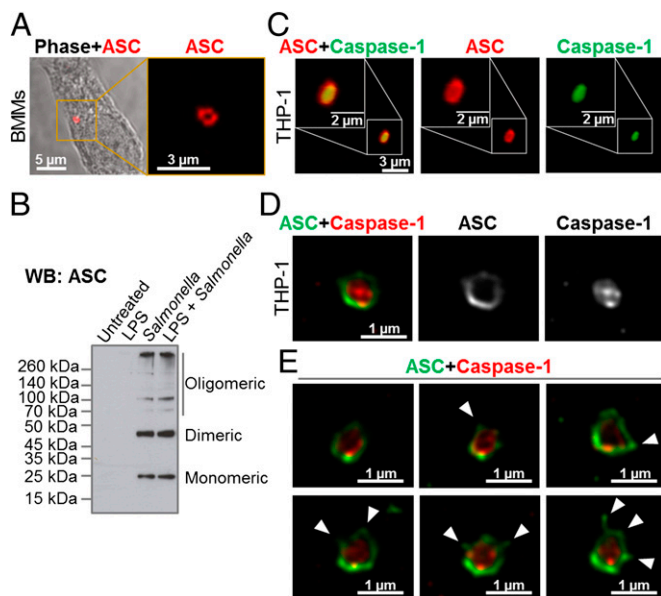 A
Phase+ASC
ASC
BMMs
5 µm
3 µm
B
WB: ASC
Untreated
LPS
Salmonella
LPS + Salmonella
260 kDa
140 kDa
100 kDa
70 kDa
50 kDa
45 kDa
35 kDa
25 kDa
15 kDa
Oligomeric
Dimeric
Monomeric
C
ASC+Caspase-1
ASC
Caspase-1
THP-1
2 µm
3 µm
2 µm
2 µm
D
ASC+Caspase-1
ASC
Caspase-1
THP-1
1 µm
E
ASC+Caspase-1
1 µm
1 µm
1 µm
1 µm
1 µm
1 µm